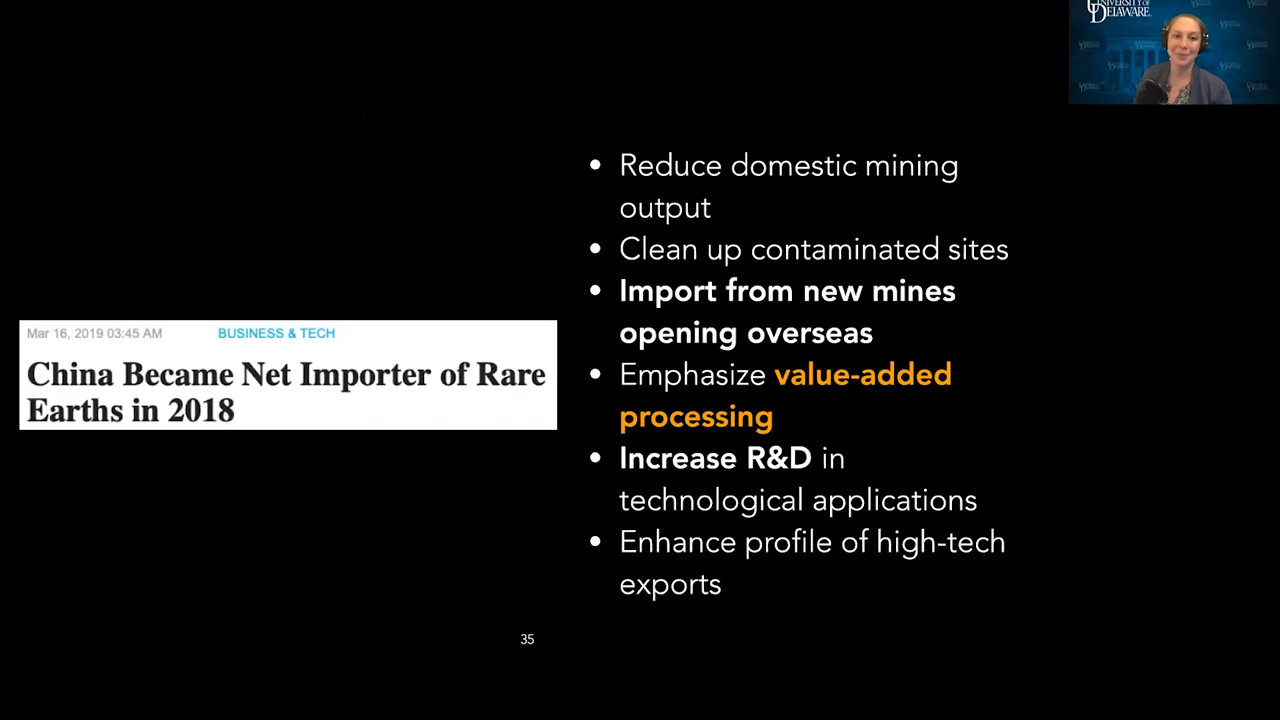 UNIVERSITY OF
DELAWARE
• Reduce domestic mining
output
• Clean up contaminated sites
• Import from new mines
opening overseas
• Emphasize value-added
processing
• Increase R&D in
technological applications
• Enhance profile of high-tech
exports
Mar 16, 2019 03:45 AM BUSINESS & TECH
China Became Net Importer of Rare
Earths in 2018
35